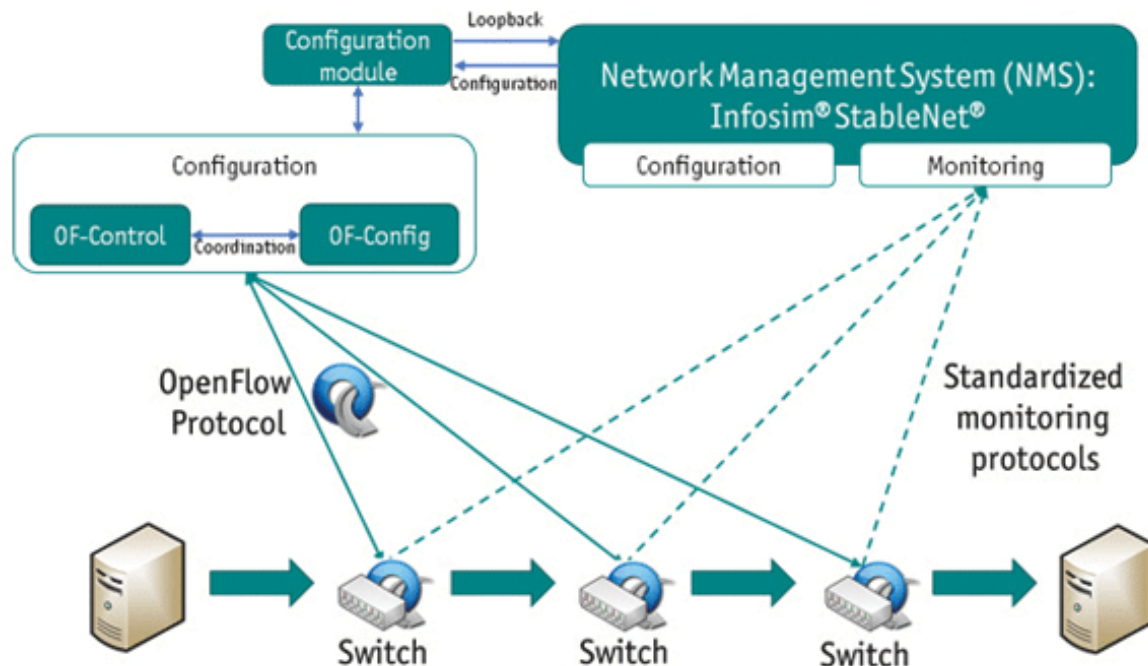 Loopback
Configuration
module
Configuration
Network Management System (NMS):
Infosim® StableNet®
Configuration
Monitoring
Configuration
OF-Control
Coordination
OF-Config
OpenFlow
Protocol
Standardized
monitoring
protocols
Switch
Switch
Switch